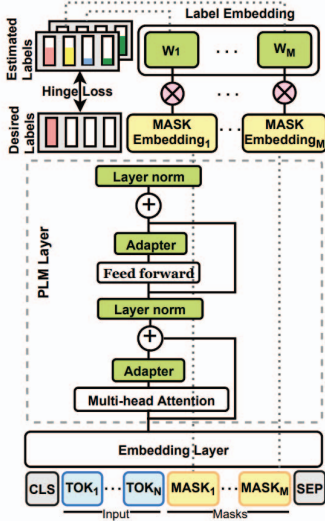 Label Embedding
Estimated
Labels
W1 ... WM
Hinge Loss
Desired
Labels
MASK
Embedding1
...
MASK
EmbeddingM
PLM Layer
Layer norm
+
Adapter
Feed forward
Layer norm
+
Adapter
Multi-head Attention
Embedding Layer
CLS TOK1 ... TOKN MASK1 ... MASKM SEP
Input Masks